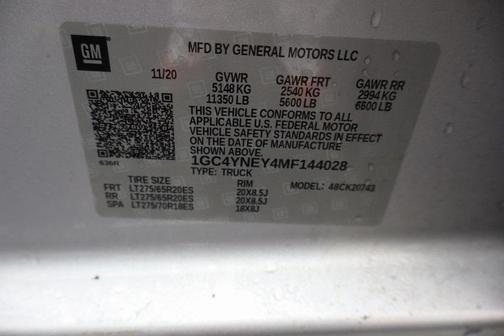 GM
MFD BY GENERAL MOTORS LLC
11/20 GVWR GAWR FRT GAWR RR
5148 KG 2540 KG 2994 KG
11350 LB 5600 LB 6600 LB
THIS VEHICLE CONFORMS TO ALL
APPLICABLE U.S. FEDERAL MOTOR
VEHICLE SAFETY STANDARDS IN EFFECT
ON THE DATE OF MANUFACTURE
SHOWN ABOVE.
1GC4YNEY4MF144028
TYPE: TRUCK
636R
TIRE SIZE RIM MODEL: 48CK20743
FRT LT275/65R20ES 20X8.5J
RR LT275/65R20ES 20X8.5J
SPA LT275/70R18ES 18X8J